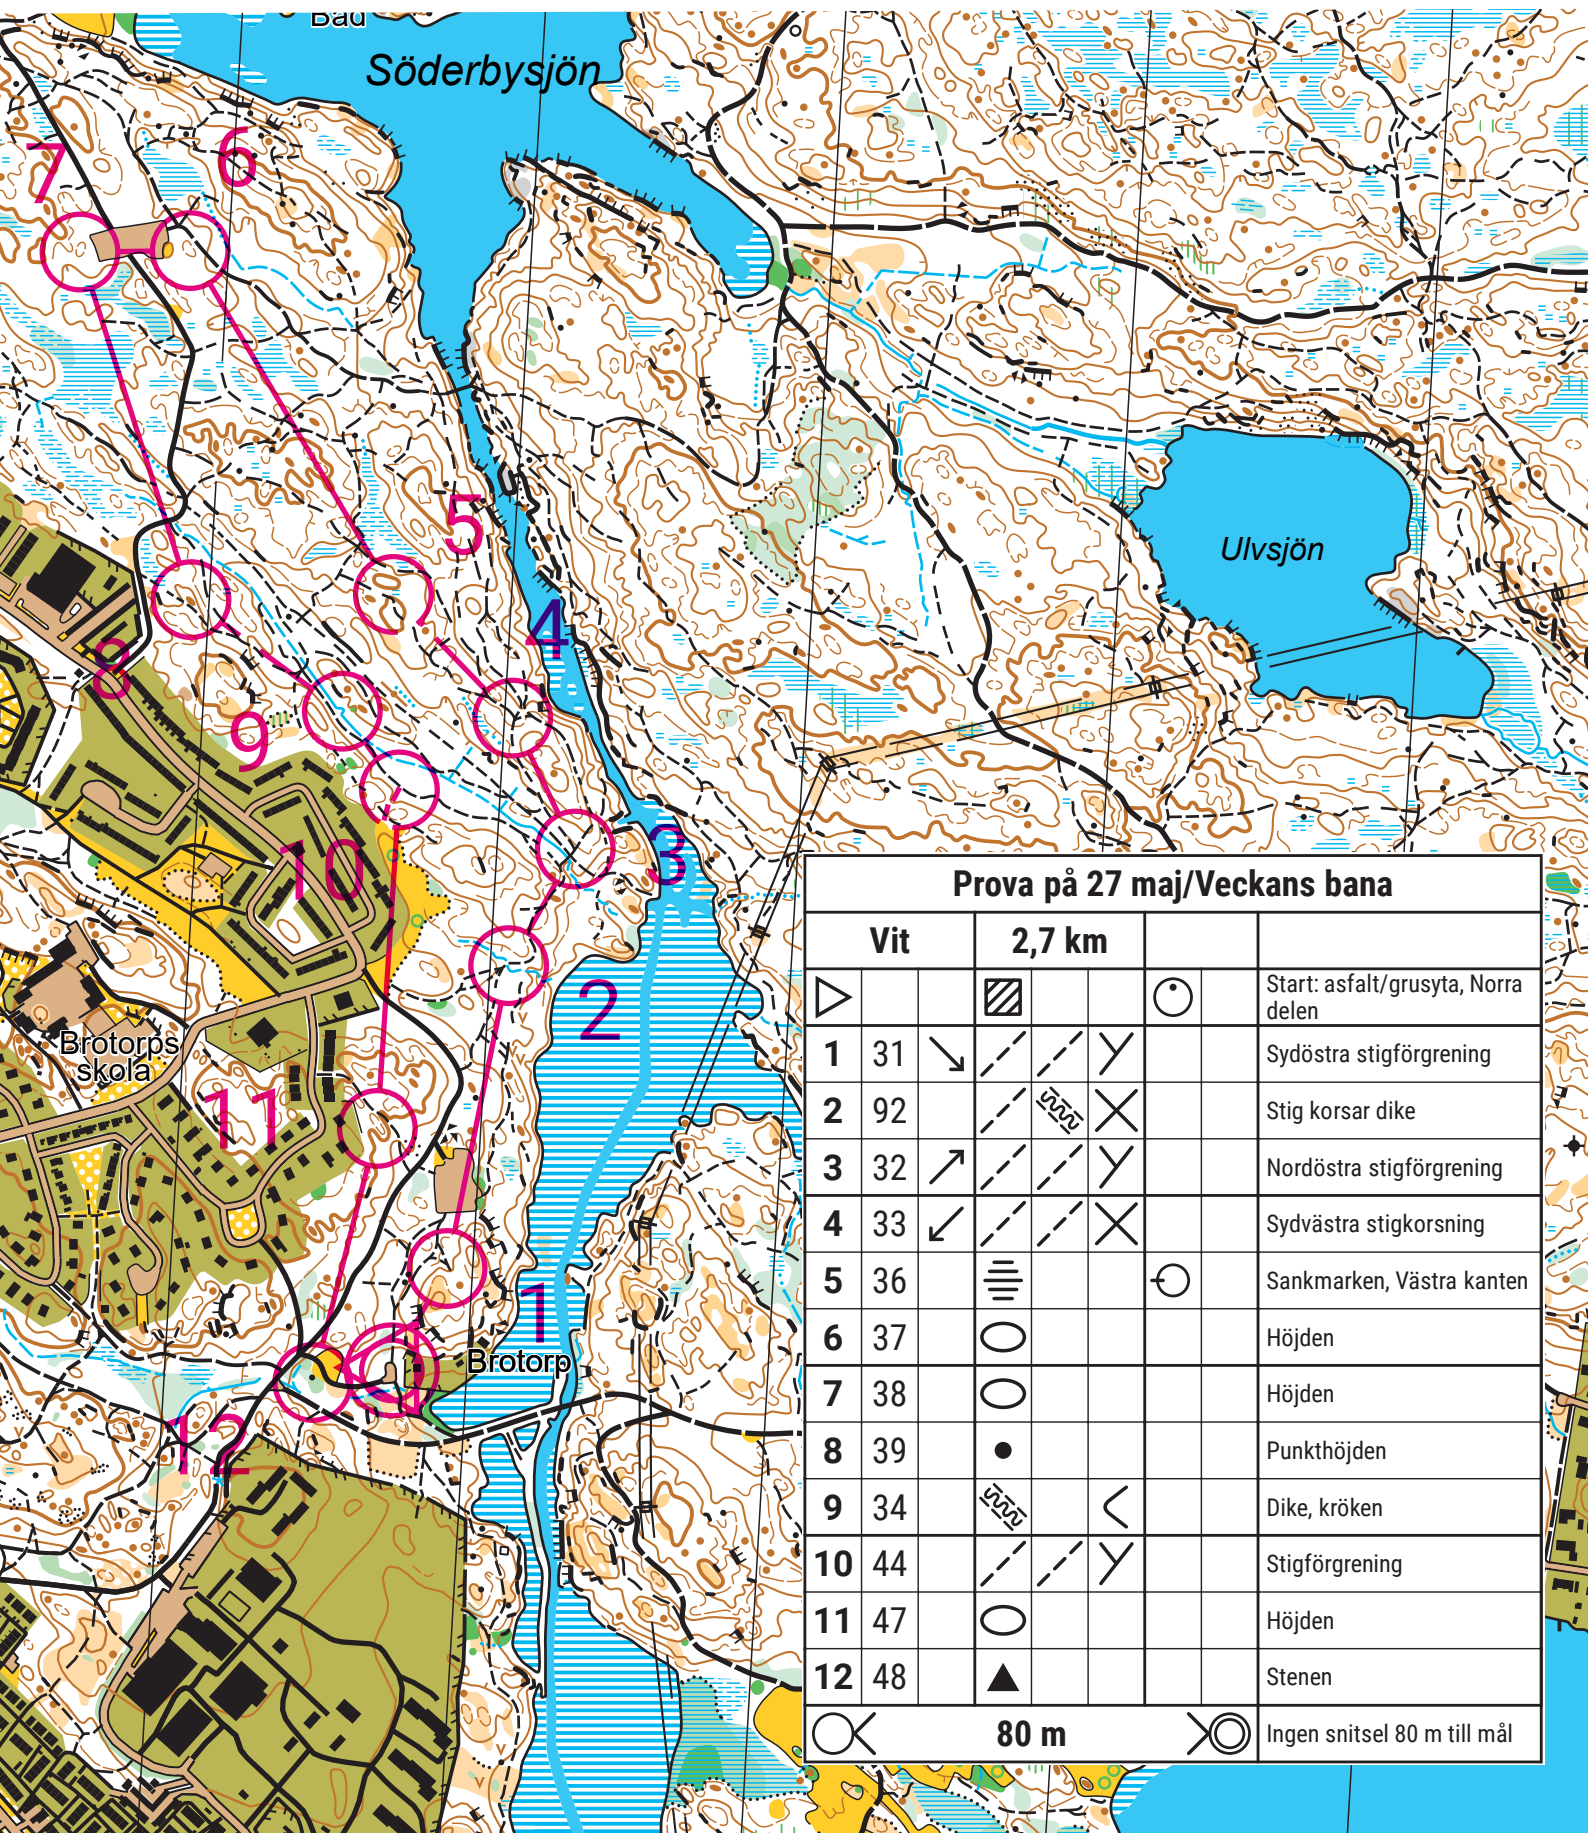 Bad
Söderbysjön
7
6
5
Ulvsjön
4
8
9
3
10
2
Brotorps
skola
11
1
Brotorp
12
Prova på 27 maj/Veckans bana
Vit 2,7 km
Start: asfalt/grusyta, Norra
delen
1 31 Sydöstra stigförgrening
2 92 Stig korsar dike
3 32 Nordöstra stigförgrening
4 33 Sydvästra stigkorsning
5 36 Sankmarken, Västra kanten
6 37 Höjden
7 38 Höjden
8 39 Punkthöjden
9 34 Dike, kröken
10 44 Stigförgrening
11 47 Höjden
12 48 Stenen
80 m Ingen snitsel 80 m till mål